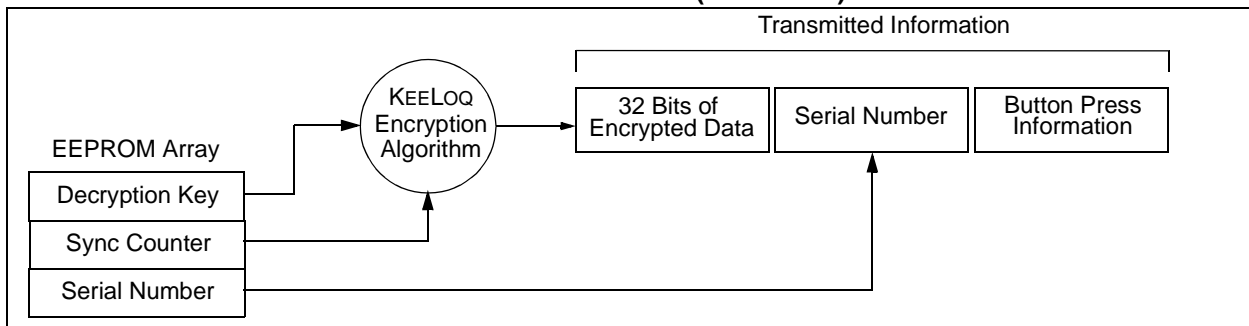 Transmitted Information
KEELOQ
Encryption
Algorithm
32 Bits of
Encrypted Data
Serial Number
Button Press
Information
EEPROM Array
Decryption Key
Sync Counter
Serial Number